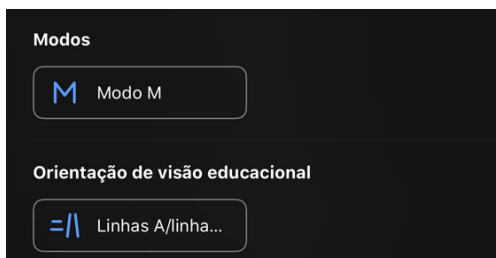 Modos
Modo M
Orientação de visão educacional
Linhas A/linha...